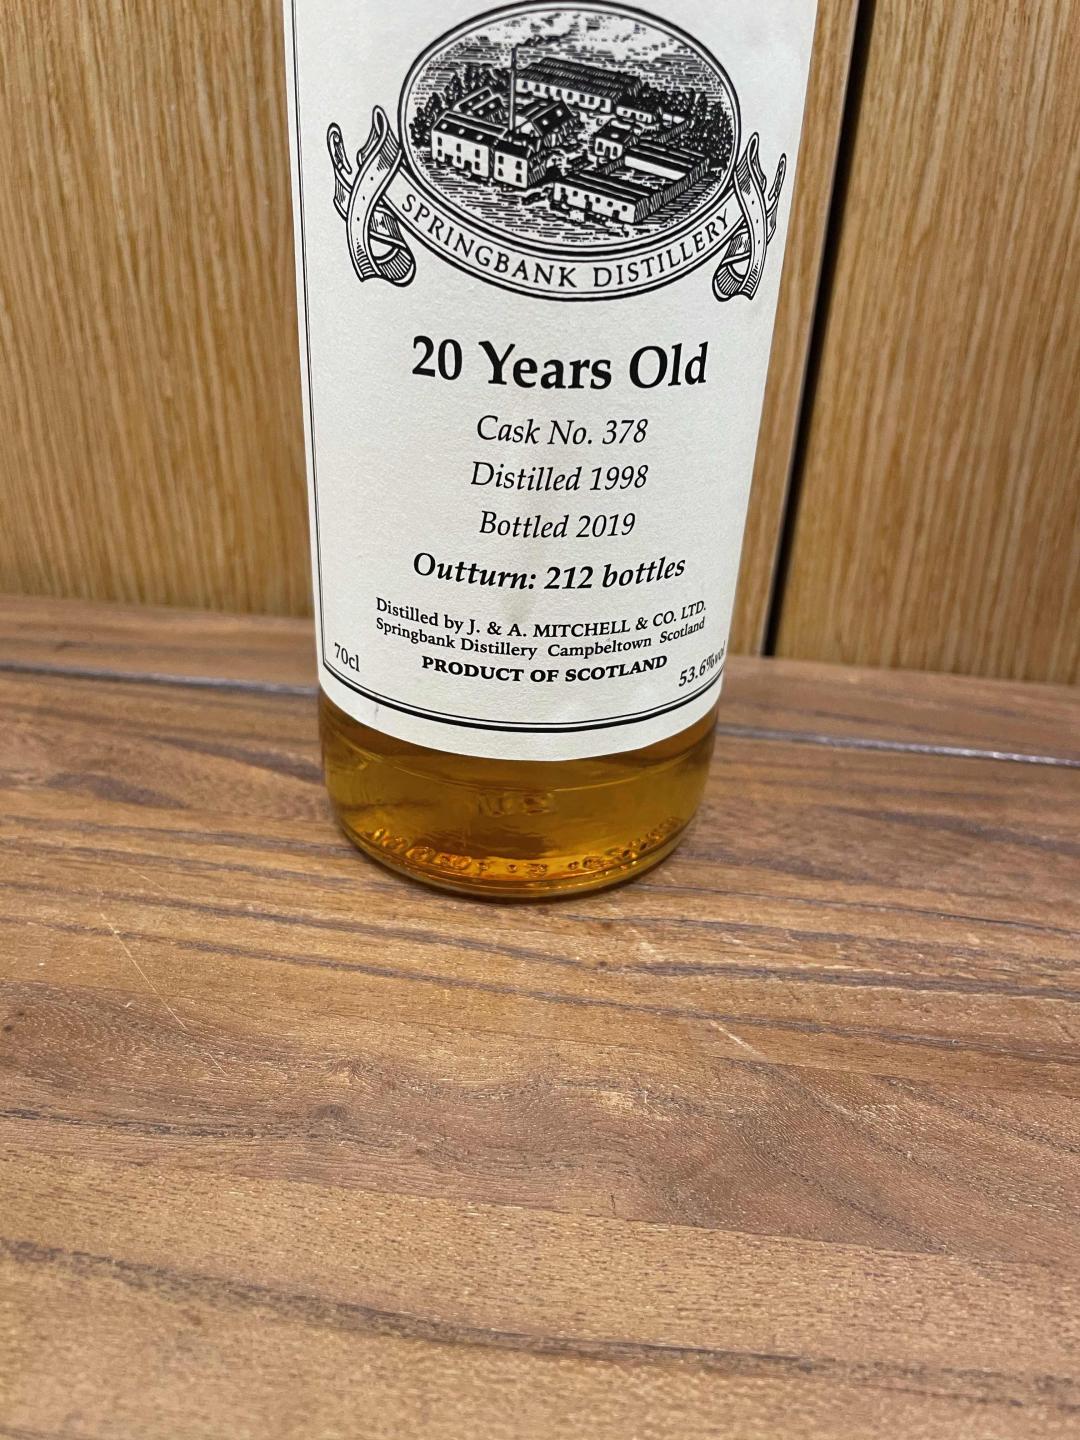 SPRINGBANK DISTILLERY
20 Years Old
Cask No. 378
Distilled 1998
Bottled 2019
Outturn: 212 bottles
Distilled by J. & A. MITCHELL & CO. LTD.
Springbank Distillery Campbeltown Scotland
70cl PRODUCT OF SCOTLAND 53.6%vol